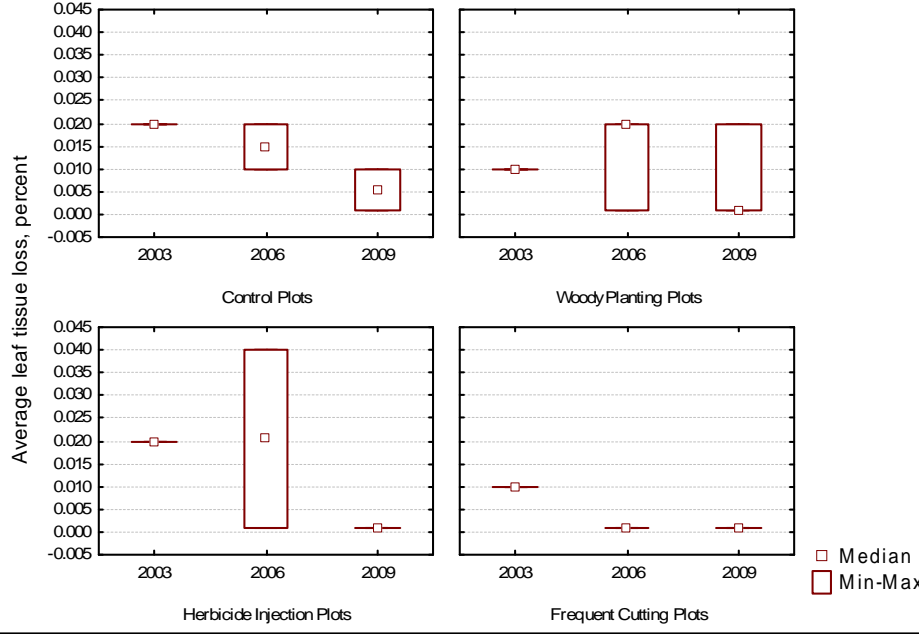 Average leaf tissue loss, percent
0.045
0.040
0.035
0.030
0.025
0.020
0.015
0.010
0.005
0.000
-0.005
2003 2006 2009
Control Plots
2003 2006 2009
Woody Planting Plots
0.045
0.040
0.035
0.030
0.025
0.020
0.015
0.010
0.005
0.000
-0.005
2003 2006 2009
Herbicide Injection Plots
2003 2006 2009
Frequent Cutting Plots
Median
Min-Max